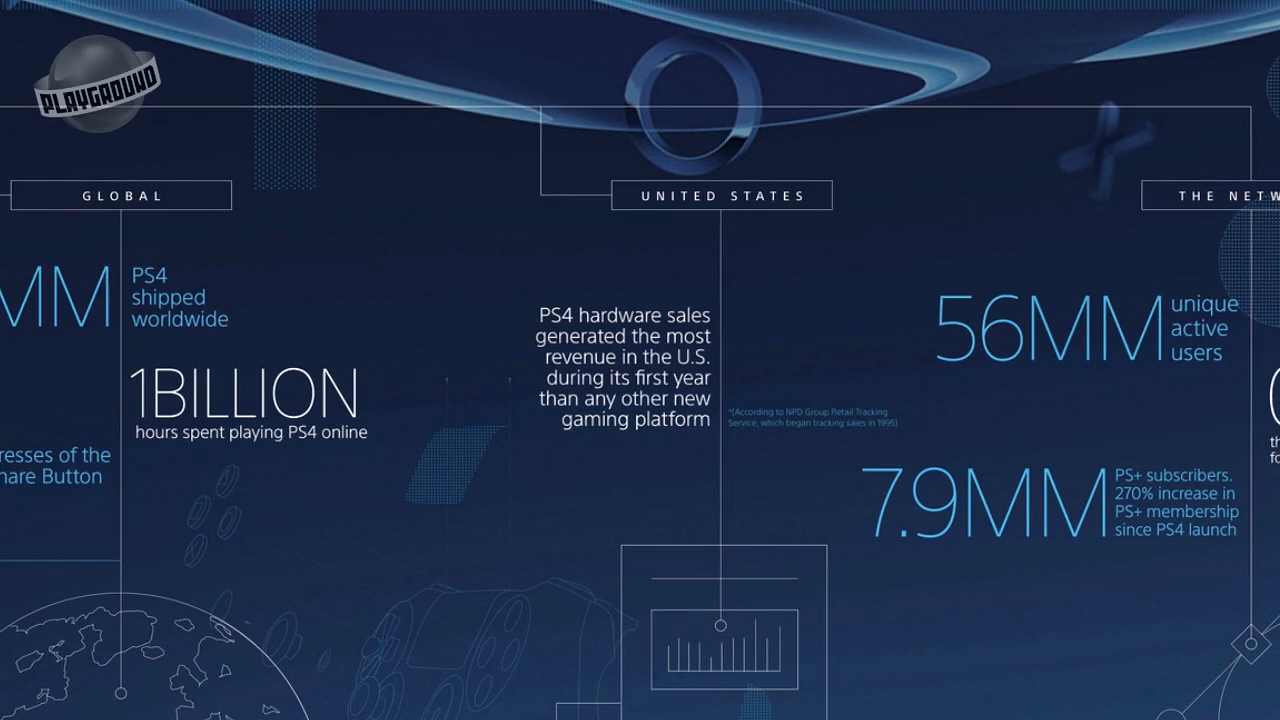 PLAYGROUND
GLOBAL
UNITED STATES
THE NETW
MM
PS4
shipped
worldwide
1BILLION
hours spent playing PS4 online
resses of the
hare Button
PS4 hardware sales
generated the most
revenue in the U.S.
during its first year
than any other new
gaming platform
*(According to NPD Group Retail Tracking
Service, which began tracking sales in 1995)
56MM
unique
active
users
7.9MM
PS+ subscribers.
270% increase in
PS+ membership
since PS4 launch
th
fo